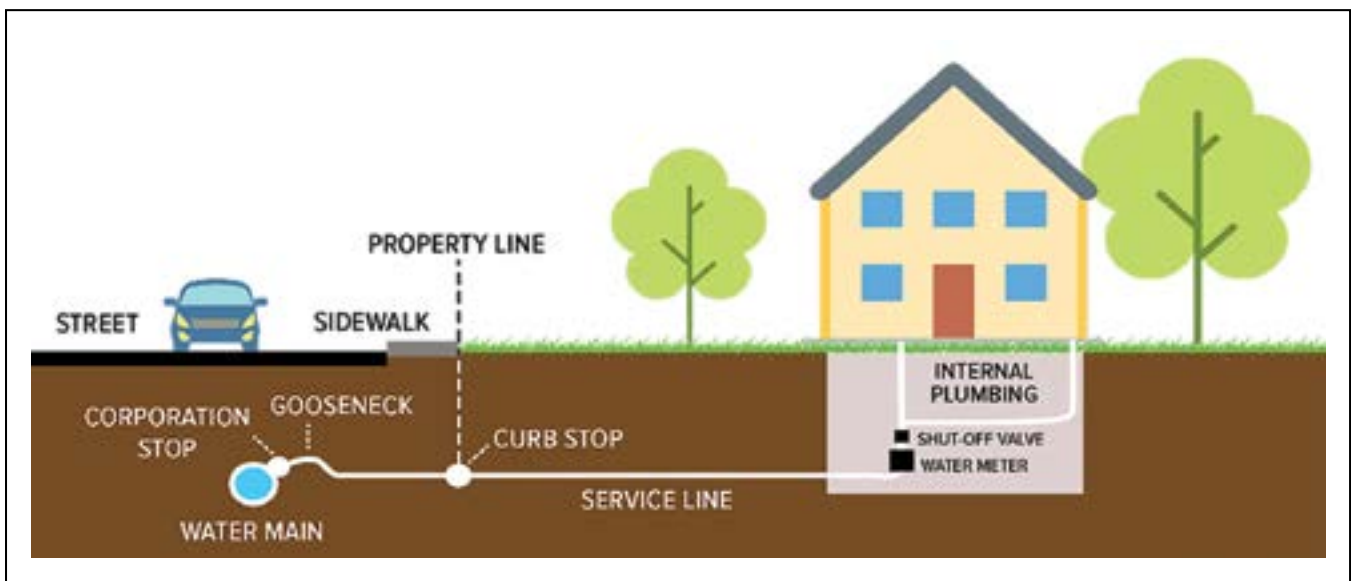 PROPERTY LINE
STREET
SIDEWALK
INTERNAL
PLUMBING
CORPORATION
STOP
GOOSENECK
CURB STOP
SHUT-OFF VALVE
WATER METER
SERVICE LINE
WATER MAIN